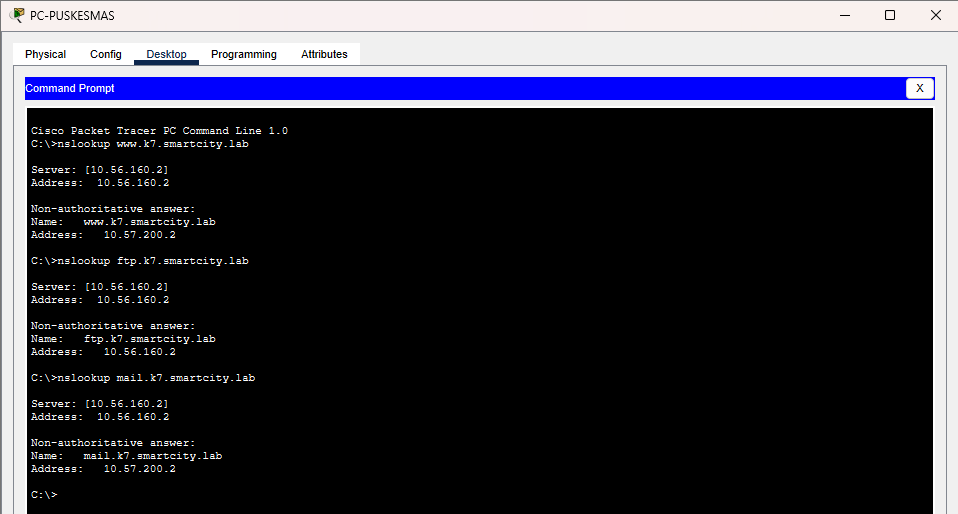 PC-PUSKESMAS
Physical Config Desktop Programming Attributes
Command Prompt X
Cisco Packet Tracer PC Command Line 1.0
C:\>nslookup www.k7.smartcity.lab
Server: [10.56.160.2]
Address:  10.56.160.2
Non-authoritative answer:
Name:   www.k7.smartcity.lab
Address:   10.57.200.2
C:\>nslookup ftp.k7.smartcity.lab
Server: [10.56.160.2]
Address:  10.56.160.2
Non-authoritative answer:
Name:   ftp.k7.smartcity.lab
Address:   10.56.160.2
C:\>nslookup mail.k7.smartcity.lab
Server: [10.56.160.2]
Address:  10.56.160.2
Non-authoritative answer:
Name:   mail.k7.smartcity.lab
Address:   10.57.200.2
C:\>